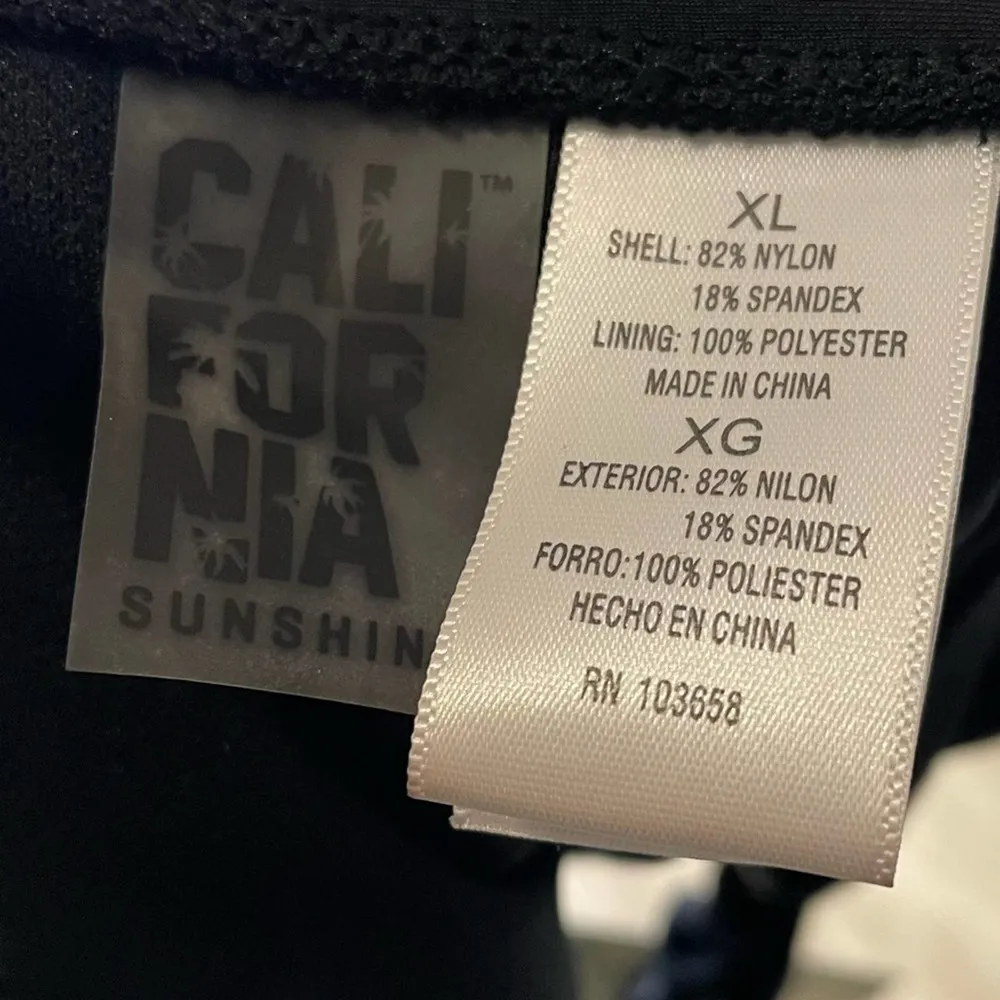 CALI™
FOR
NIA
SUNSHIN
XL
SHELL: 82% NYLON
18% SPANDEX
LINING: 100% POLYESTER
MADE IN CHINA
XG
EXTERIOR: 82% NILON
18% SPANDEX
FORRO:100% POLIESTER
HECHO EN CHINA
RN 103658